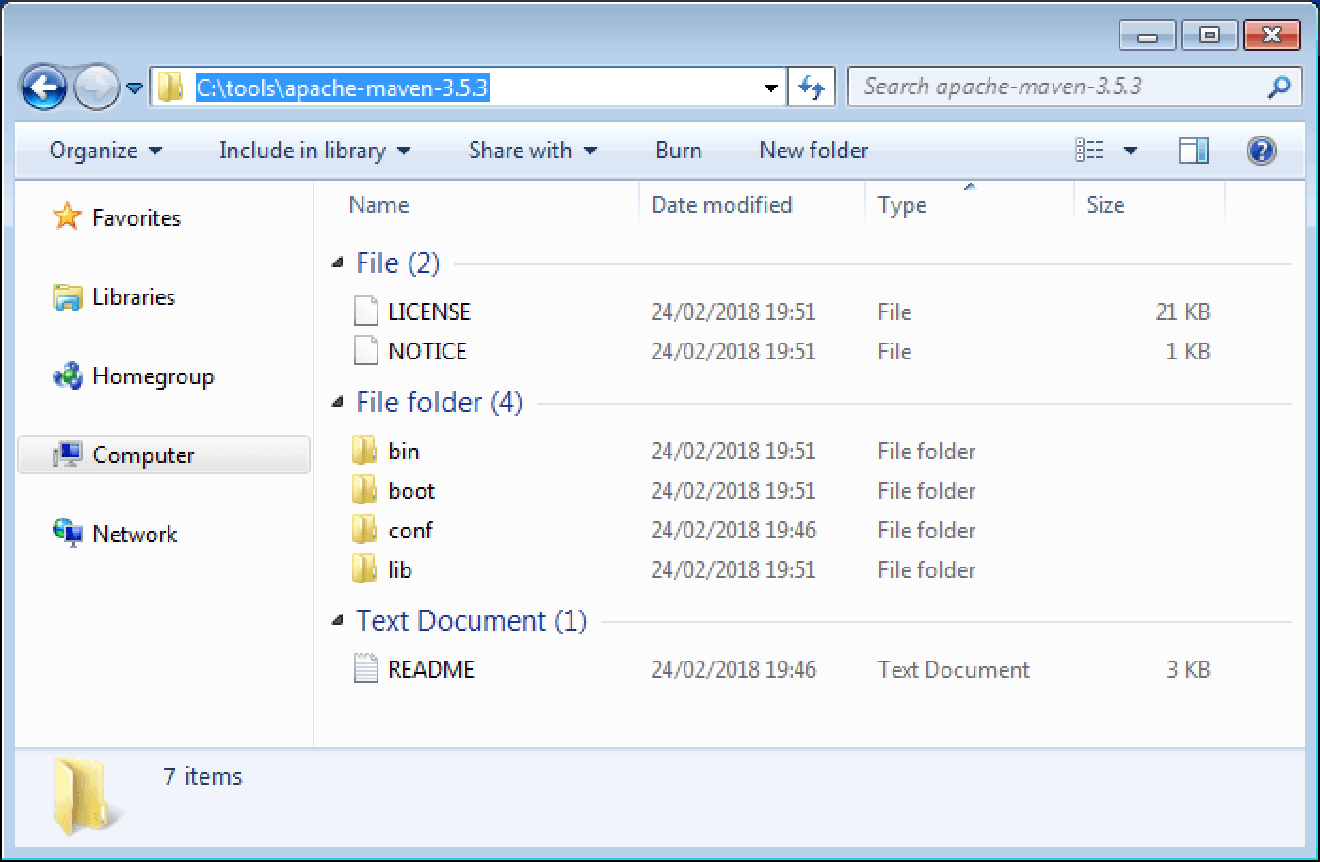 C:\tools\apache-maven-3.5.3
Search apache-maven-3.5.3
Organize Include in library Share with Burn New folder
Favorites
Libraries
Homegroup
Computer
Network
Name Date modified Type Size
File (2)
LICENSE 24/02/2018 19:51 File 21 KB
NOTICE 24/02/2018 19:51 File 1 KB
File folder (4)
bin 24/02/2018 19:51 File folder
boot 24/02/2018 19:51 File folder
conf 24/02/2018 19:46 File folder
lib 24/02/2018 19:51 File folder
Text Document (1)
README 24/02/2018 19:46 Text Document 3 KB
7 items